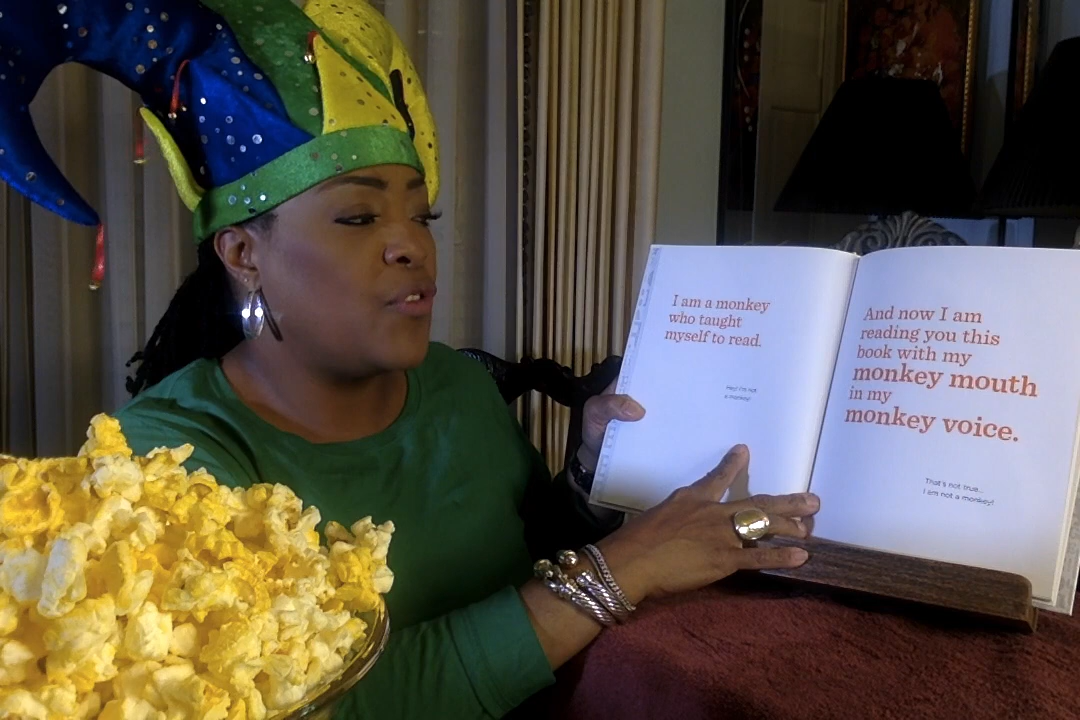 I am a monkey
who taught
myself to read.
Hey! I'm not
a monkey!
And now I am
reading you this
book with my
monkey mouth
in my
monkey voice.
That's not true...
I am not a monkey!